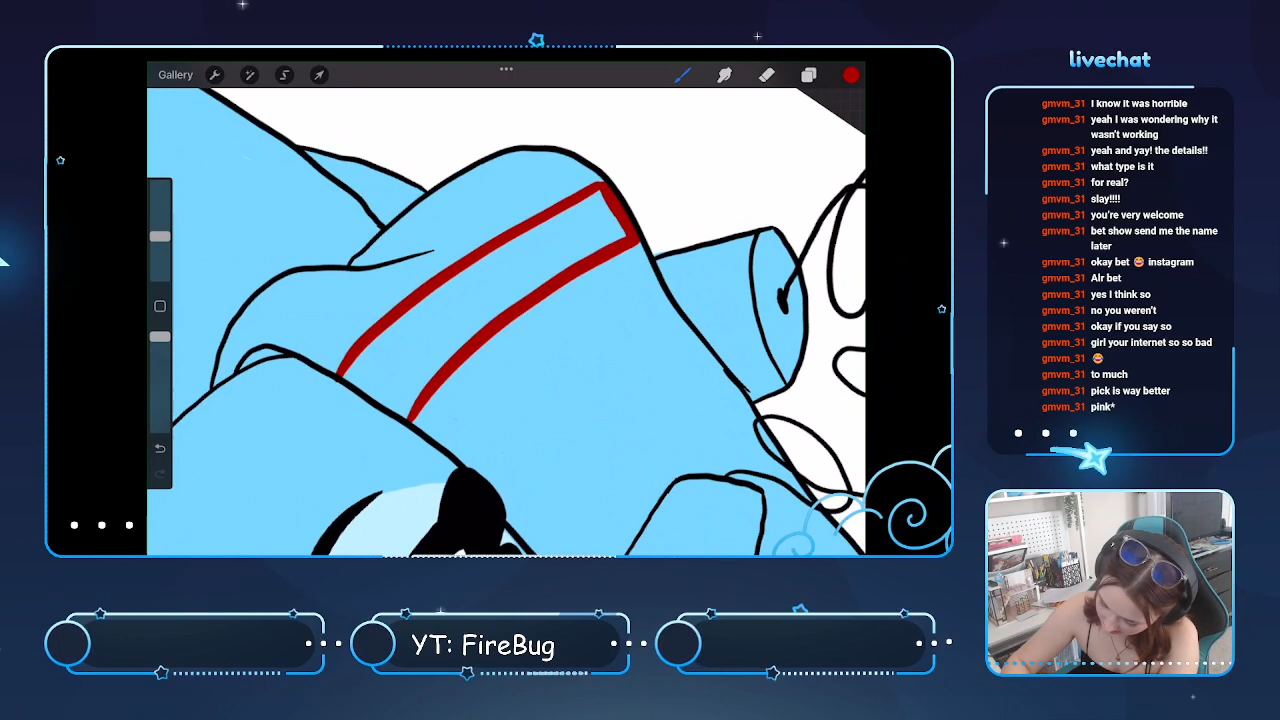 Gallery
livechat
gmvm_31 I know it was horrible
gmvm_31 yeah I was wondering why it
wasn't working
gmvm_31 yeah and yay! the details!!
gmvm_31 what type is it
gmvm_31 for real?
gmvm_31 slay!!!!
gmvm_31 you're very welcome
gmvm_31 bet show send me the name
later
gmvm_31 okay bet 😂 instagram
gmvm_31 Alr bet
gmvm_31 yes I think so
gmvm_31 no you weren't
gmvm_31 okay if you say so
gmvm_31 girl your internet so so bad
gmvm_31 😂
gmvm_31 to much
gmvm_31 pick is way better
gmvm_31 pink*
YT: FireBug